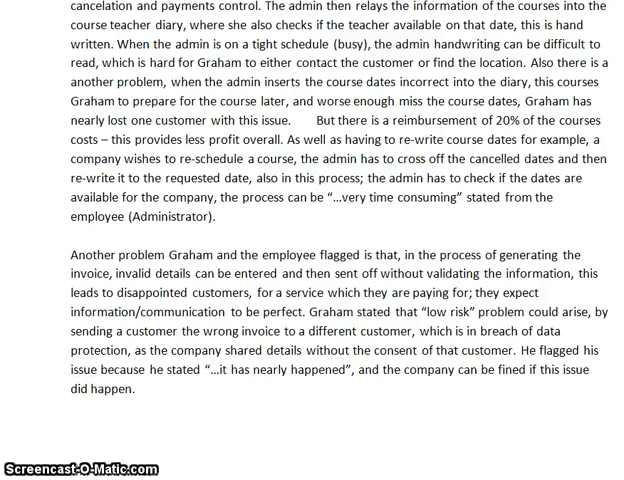 cancelation and payments control. The admin then relays the information of the courses into the
course teacher diary, where she also checks if the teacher available on that date, this is hand
written. When the admin is on a tight schedule (busy), the admin handwriting can be difficult to
read, which is hard for Graham to either contact the customer or find the location. Also there is a
another problem, when the admin inserts the course dates incorrect into the diary, this courses
Graham to prepare for the course later, and worse enough miss the course dates, Graham has
nearly lost one customer with this issue. But there is a reimbursement of 20% of the courses
costs – this provides less profit overall. As well as having to re-write course dates for example, a
company wishes to re-schedule a course, the admin has to cross off the cancelled dates and then
re-write it to the requested date, also in this process; the admin has to check if the dates are
available for the company, the process can be “…very time consuming” stated from the
employee (Administrator).
Another problem Graham and the employee flagged is that, in the process of generating the
invoice, invalid details can be entered and then sent off without validating the information, this
leads to disappointed customers, for a service which they are paying for; they expect
information/communication to be perfect. Graham stated that “low risk” problem could arise, by
sending a customer the wrong invoice to a different customer, which is in breach of data
protection, as the company shared details without the consent of that customer. He flagged his
issue because he stated “…it has nearly happened”, and the company can be fined if this issue
did happen.
Screencast-O-Matic.com